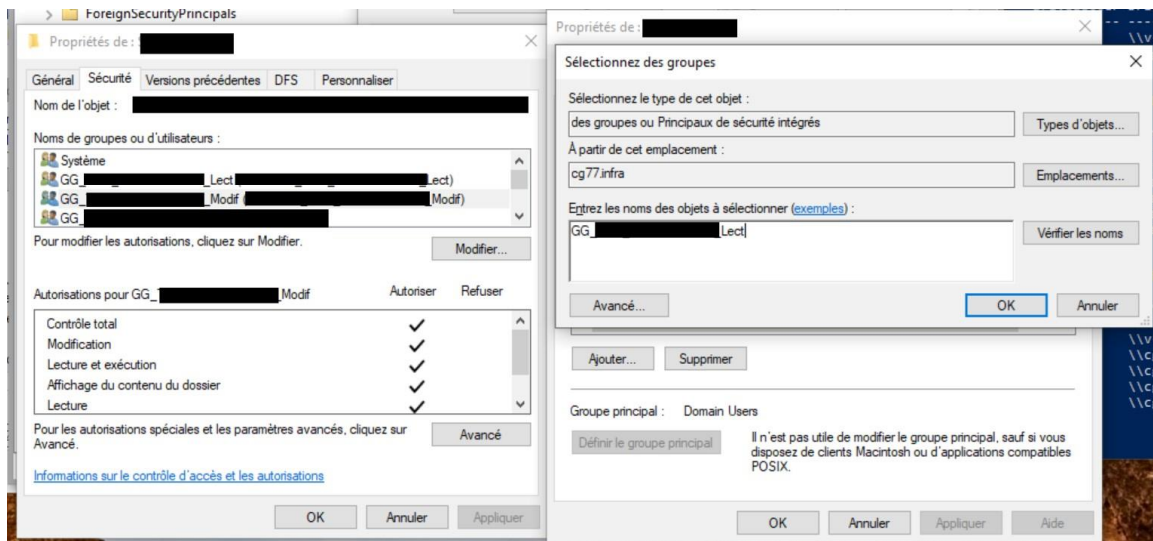 ForeignSecurityPrincipals
Propriétés de :
Général Sécurité Versions précédentes DFS Personnaliser
Nom de l'objet :
Noms de groupes ou d'utilisateurs :
Système
GG_ _Lect ( Lect)
GG_ _Modif ( Modif)
GG_
Pour modifier les autorisations, cliquez sur Modifier.
Modifier...
Autorisations pour GG_ _Modif Autoriser Refuser
Contrôle total
Modification
Lecture et exécution
Affichage du contenu du dossier
Lecture
Pour les autorisations spéciales et les paramètres avancés, cliquez sur
Avancé.
Avancé
Informations sur le contrôle d'accès et les autorisations
OK Annuler Appliquer
Propriétés de :
Sélectionnez des groupes
Sélectionnez le type de cet objet :
des groupes ou Principaux de sécurité intégrés
Types d'objets...
À partir de cet emplacement :
cg77.infra
Emplacements...
Entrez les noms des objets à sélectionner (exemples) :
GG_ _Lect
Vérifier les noms
Avancé...
OK Annuler
Ajouter... Supprimer
Groupe principal : Domain Users
Définir le groupe principal
Il n'est pas utile de modifier le groupe principal, sauf si vous
disposez de clients Macintosh ou d'applications compatibles
POSIX.
OK Annuler Appliquer Aide
\\v
\\v
\\c
\\c
\\c